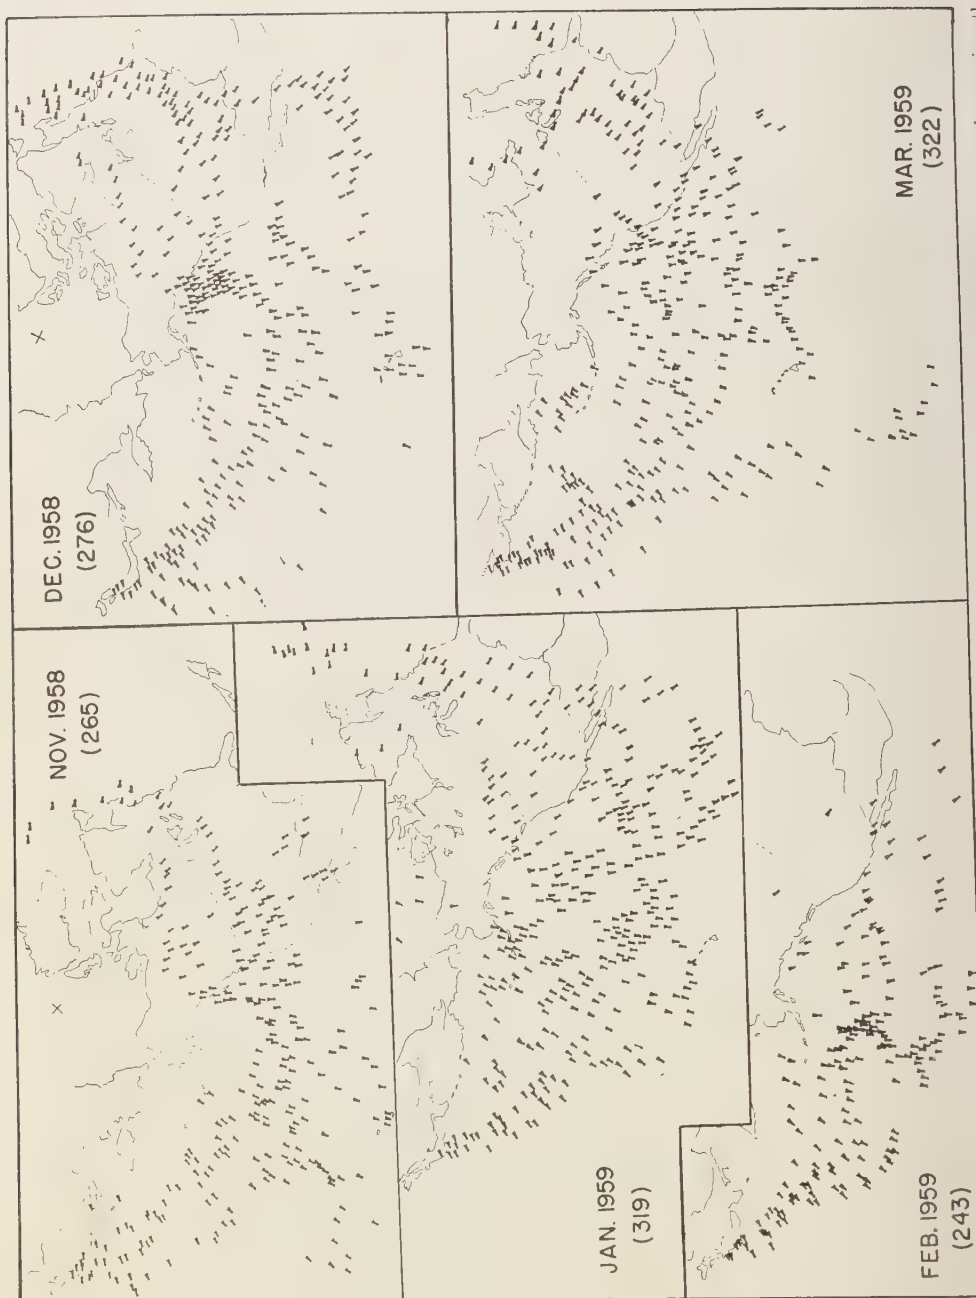 NOV. 1958
(265)
DEC. 1958
(276)
JAN. 1959
(319)
FEB. 1959
(243)
MAR. 1959
(322)